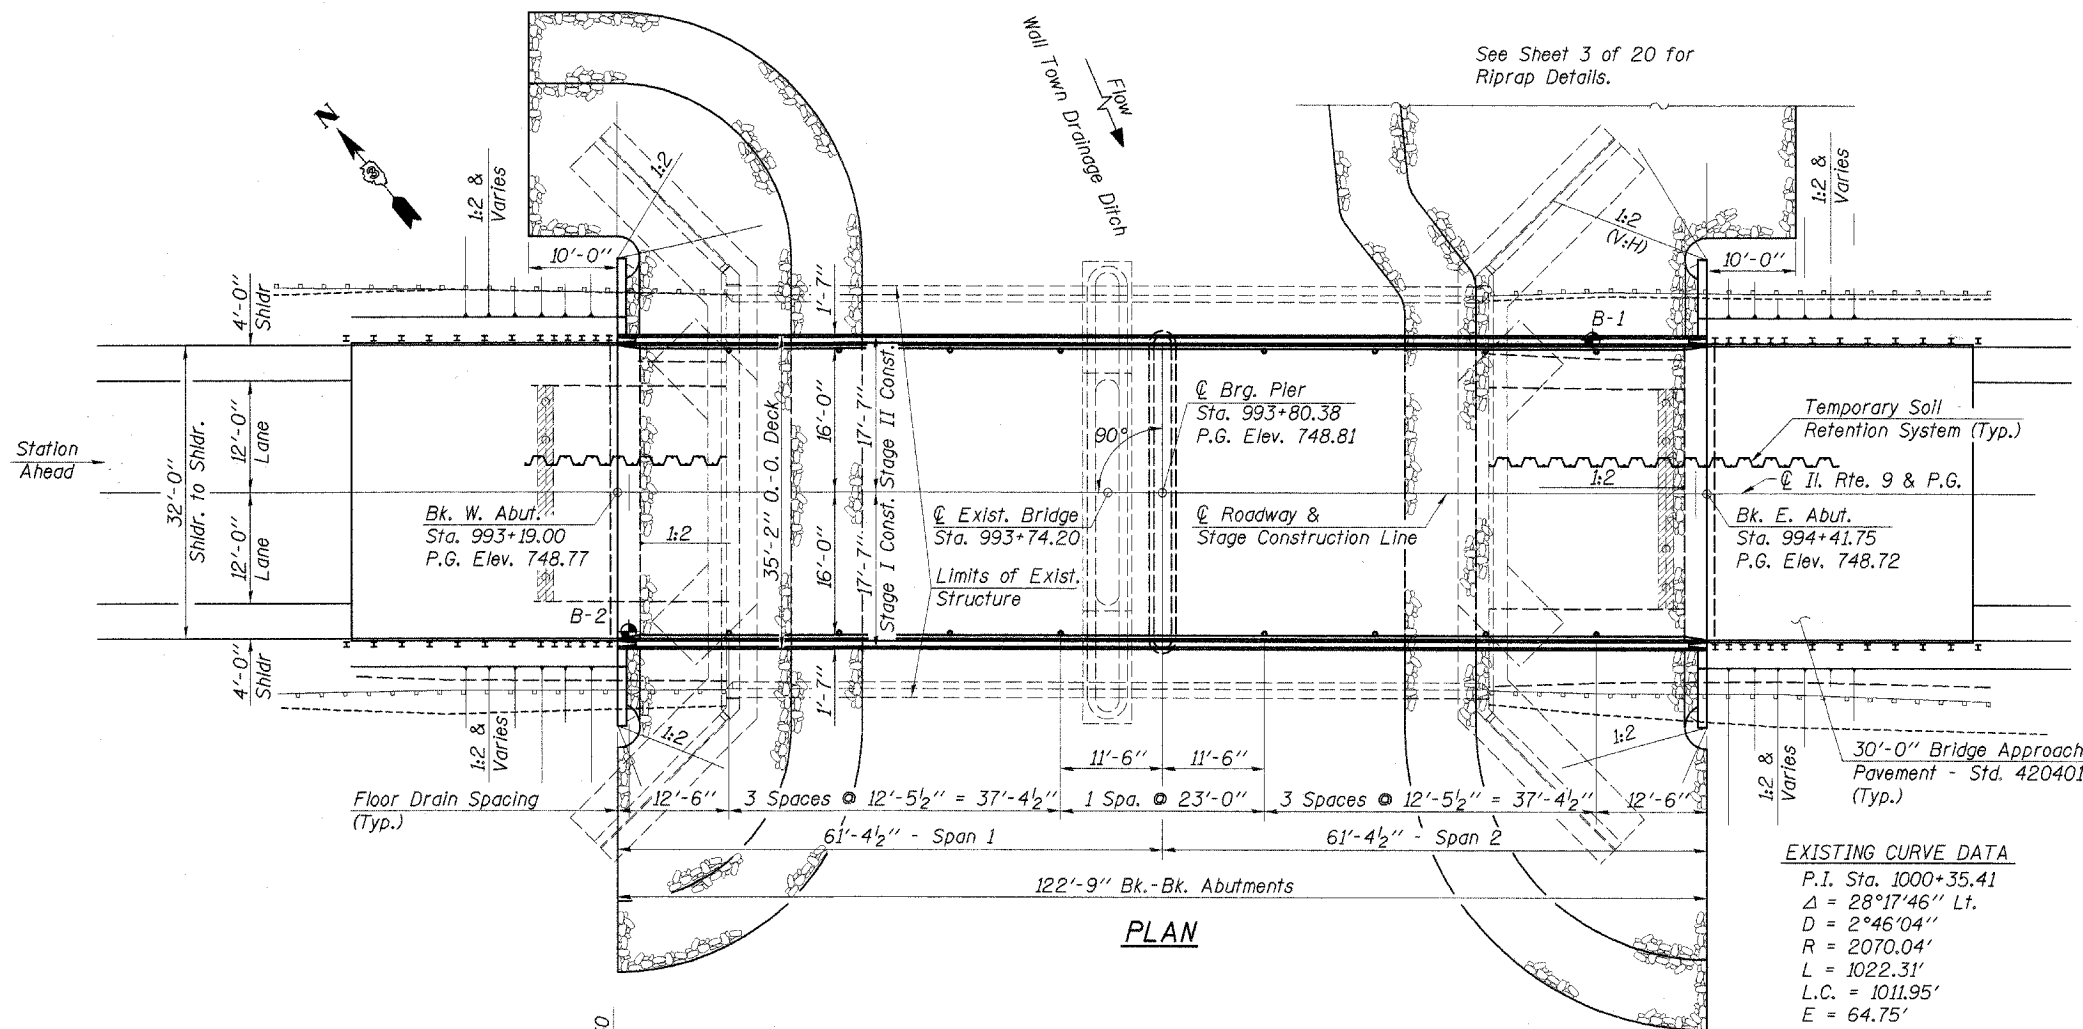 See Sheet 3 of 20 for
Riprap Details.
Wall Town Drainage Ditch
Flow
N
1:2 &
Varies
1:2
10'-0"
4'-0"
Shldr
1'-7"
1:2
(V:H)
1:2 &
Varies
10'-0"
B-1
Station
Ahead
32'-0"
Shldr. to Shldr.
12'-0"
Lane
12'-0"
Lane
4'-0"
Shldr
Bk. W. Abut.
Sta. 993+19.00
P.G. Elev. 748.77
1:2
B-2
35'-2" O.-O. Deck
16'-0"
16'-0"
17'-7"
Stage II Const.
17'-7"
Stage I Const.
1'-7"
90°
℄ Brg. Pier
Sta. 993+80.38
P.G. Elev. 748.81
℄ Exist. Bridge
Sta. 993+74.20
Limits of Exist.
Structure
℄ Roadway &
Stage Construction Line
Temporary Soil
Retention System (Typ.)
1:2
℄ Il. Rte. 9 & P.G.
Bk. E. Abut.
Sta. 994+41.75
P.G. Elev. 748.72
1:2 &
Varies
1:2
1:2
1:2 &
Varies
30'-0" Bridge Approach
Pavement - Std. 420401
(Typ.)
11'-6"
11'-6"
Floor Drain Spacing
(Typ.)
12'-6"
3 Spaces @ 12'-5½" = 37'-4½"
1 Spa. @ 23'-0"
3 Spaces @ 12'-5½" = 37'-4½"
12'-6"
61'-4½" - Span 1
61'-4½" - Span 2
122'-9" Bk.-Bk. Abutments
PLAN
EXISTING CURVE DATA
P.I. Sta. 1000+35.41
Δ = 28°17'46" Lt.
D = 2°46'04"
R = 2070.04'
L = 1022.31'
L.C. = 1011.95'
E = 64.75'